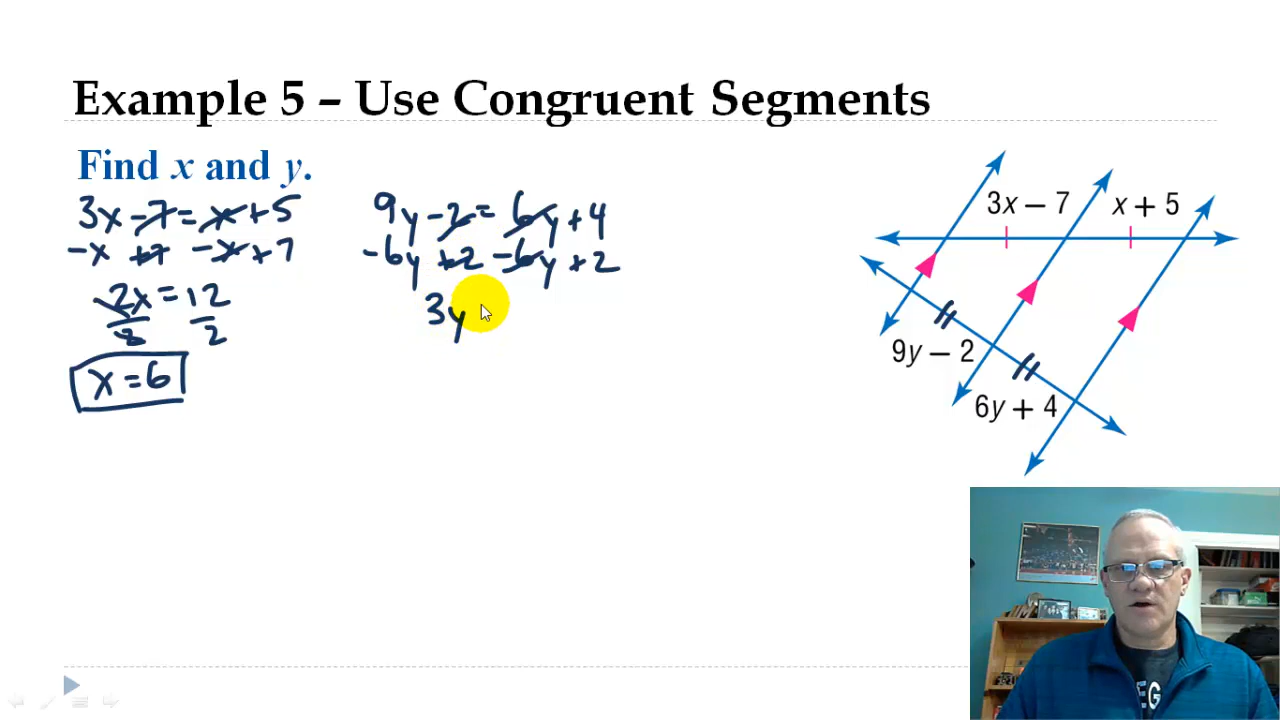 Example 5 – Use Congruent Segments
Find x and y.
3x - 7 = x + 5
-x +7 -x + 7
2x = 12
2 2
x = 6
9y - 2 = 6y + 4
-6y +2 -6y + 2
3y
3x − 7
x + 5
9y − 2
6y + 4
EG